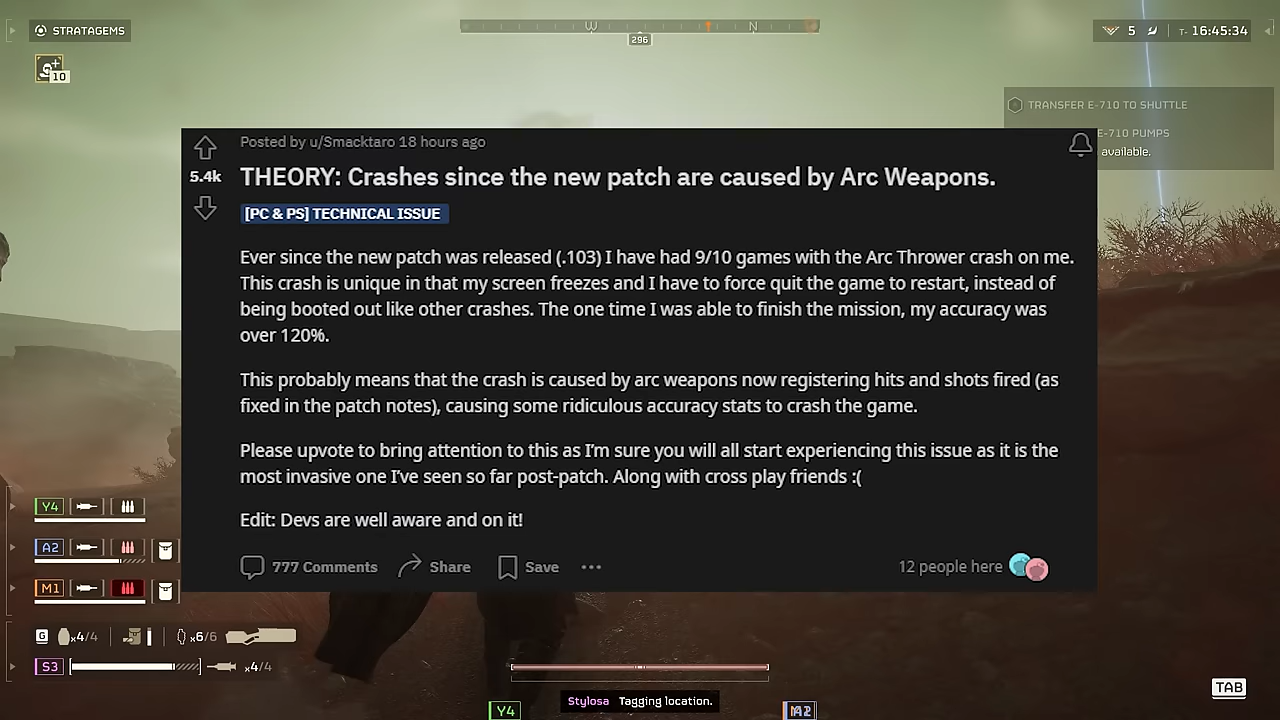 STRATAGEMS
W
N
296
5
T- 16:45:34
10
TRANSFER E-710 TO SHUTTLE
E-710 PUMPS
available.
Posted by u/Smacktaro 18 hours ago
5.4k
THEORY: Crashes since the new patch are caused by Arc Weapons.
[PC & PS] TECHNICAL ISSUE
Ever since the new patch was released (.103) I have had 9/10 games with the Arc Thrower crash on me.
This crash is unique in that my screen freezes and I have to force quit the game to restart, instead of
being booted out like other crashes. The one time I was able to finish the mission, my accuracy was
over 120%.
This probably means that the crash is caused by arc weapons now registering hits and shots fired (as
fixed in the patch notes), causing some ridiculous accuracy stats to crash the game.
Please upvote to bring attention to this as I'm sure you will all start experiencing this issue as it is the
most invasive one I've seen so far post-patch. Along with cross play friends :(
Edit: Devs are well aware and on it!
777 Comments Share Save ...
12 people here
Y4
A2
M1
G x4/4 x6/6
S3 x4/4
Stylosa Tagging location.
Y4
A2
TAB